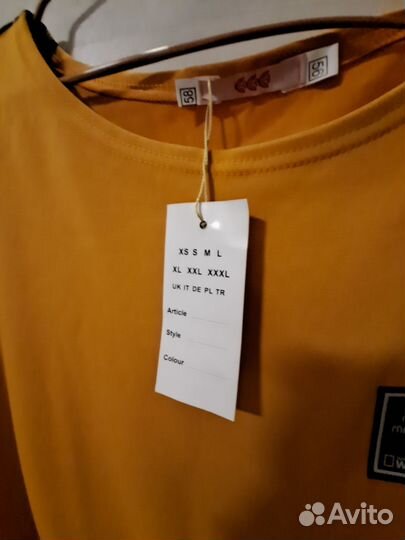 58
56
XS S M L
XL XXL XXXL
UK IT DE PL TR
Article
Style
Colour
Avito